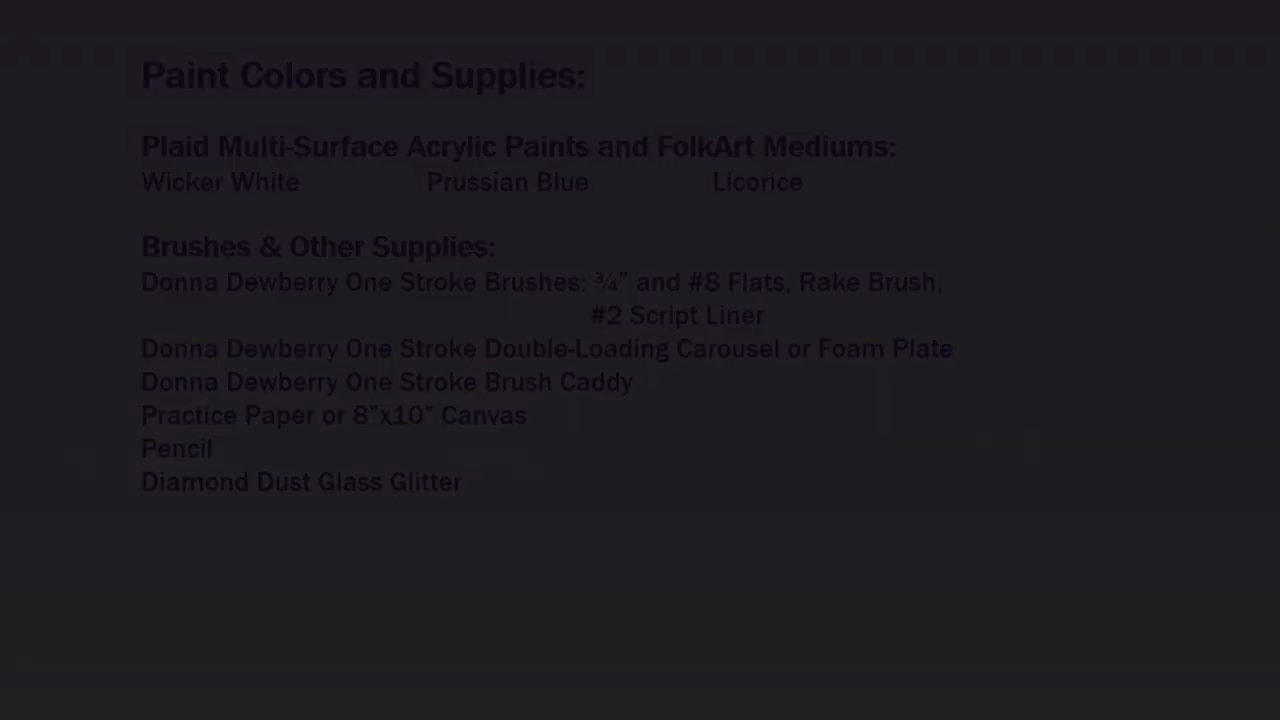 Paint Colors and Supplies:
Plaid Multi-Surface Acrylic Paints and FolkArt Mediums:
Wicker White Prussian Blue Licorice
Brushes & Other Supplies:
Donna Dewberry One Stroke Brushes: ¾” and #8 Flats, Rake Brush,
#2 Script Liner
Donna Dewberry One Stroke Double-Loading Carousel or Foam Plate
Donna Dewberry One Stroke Brush Caddy
Practice Paper or 8”x10” Canvas
Pencil
Diamond Dust Glass Glitter